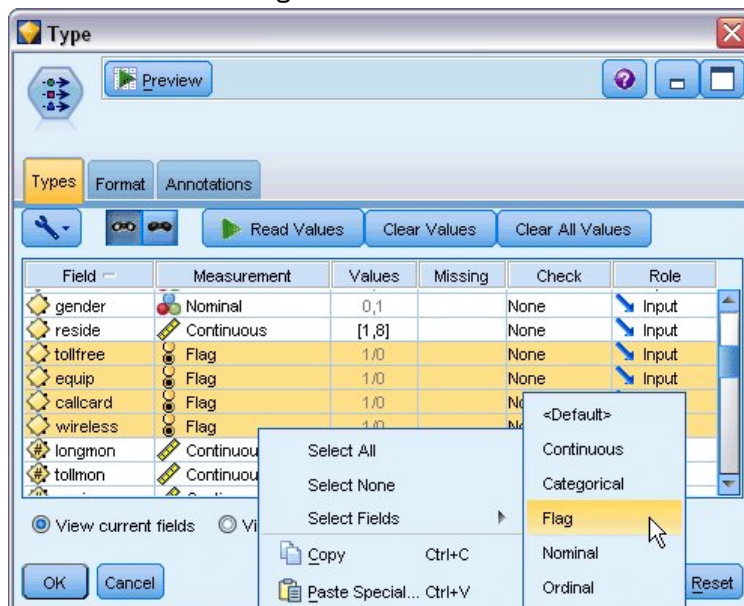 Type
Preview
Types Format Annotations
Read Values Clear Values Clear All Values
Field Measurement Values Missing Check Role
gender Nominal 0,1 None Input
reside Continuous [1,8] None Input
tollfree Flag 1/0 None Input
equip Flag 1/0 None Input
callcard Flag 1/0
wireless Flag 1/0
longmon
tollmon
<Default>
Continuous
Categorical
Flag
Nominal
Ordinal
Select All
Select None
Select Fields
Copy Ctrl+C
Paste Special... Ctrl+V
View current fields
OK Cancel Reset